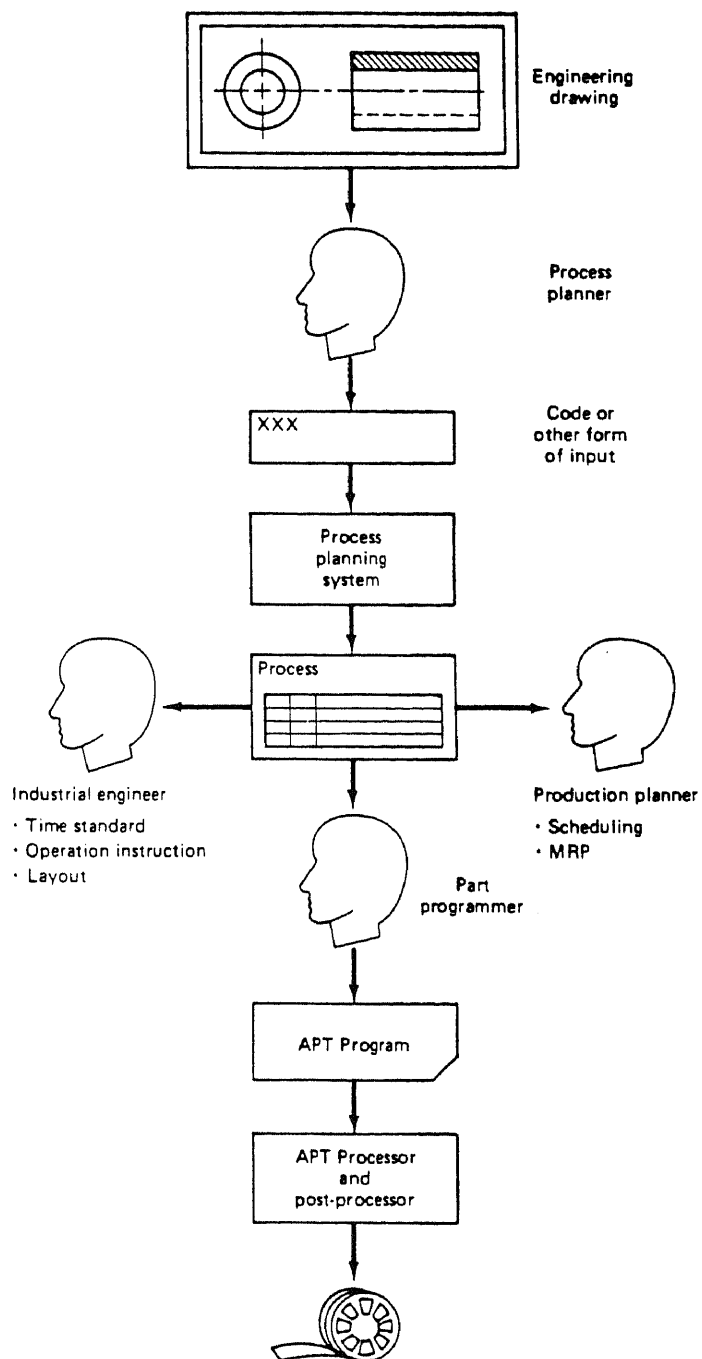 Engineering
drawing
Process
planner
XXX
Code or
other form
of input
Process
planning
system
Process
Industrial engineer
· Time standard
· Operation instruction
· Layout
Production planner
· Scheduling
· MRP
Part
programmer
APT Program
APT Processor
and
post-processor